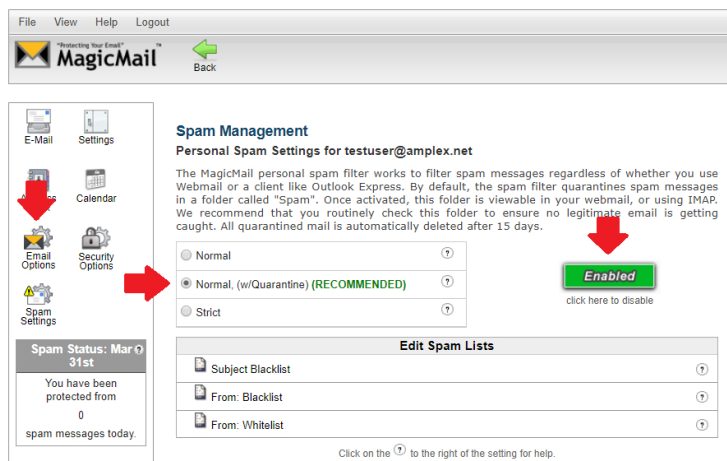 File View Help Logout
"Protecting Your Email" ™
MagicMail
Back
E-Mail Settings
Calendar
Email Options
Security Options
Spam Settings
Spam Status: Mar 31st
You have been
protected from
0
spam messages today.
Spam Management
Personal Spam Settings for testuser@amplex.net
The MagicMail personal spam filter works to filter spam messages regardless of whether you use
Webmail or a client like Outlook Express. By default, the spam filter quarantines spam messages
in a folder called "Spam". Once activated, this folder is viewable in your webmail, or using IMAP.
We recommend that you routinely check this folder to ensure no legitimate email is getting
caught. All quarantined mail is automatically deleted after 15 days.
Normal ?
Normal, (w/Quarantine) (RECOMMENDED) ?
Strict ?
Enabled
click here to disable
Edit Spam Lists
Subject Blacklist ?
From: Blacklist ?
From: Whitelist ?
Click on the ? to the right of the setting for help.